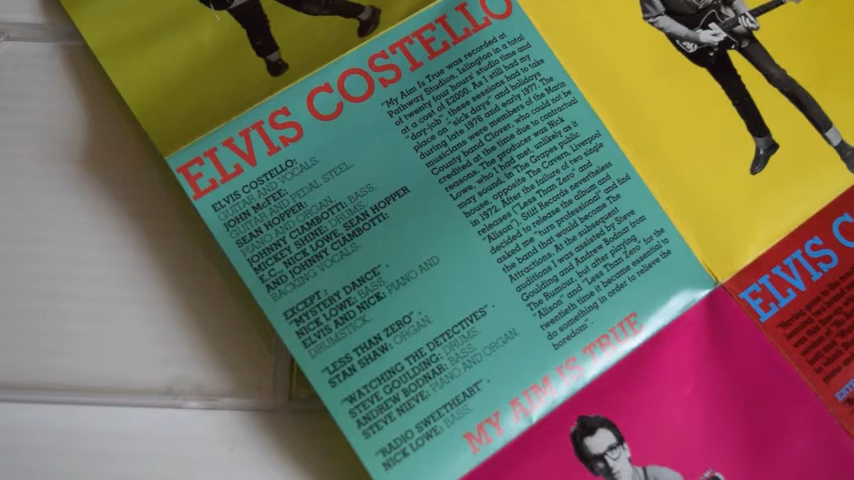 ELVIS COSTELLO
ELVIS COSTELLO:
GUITAR AND VOCALS.
JOHN McFEE:
GUITAR AND PEDAL STEEL.
SEAN HOPPER:
PIANO AND ORGAN.
JOHNNY CIAMBOTTI: BASS.
MICKEY SHINE: DRUMS.
E.C., NICK LOWE, SEAN HOPPER
AND JOHNNY CIAMBOTTI:
BACKING VOCALS.
EXCEPT:
"MYSTERY DANCE" -
NICK LOWE: BASS.
ELVIS AND NICK: PIANO AND
DRUMSTICK.
"LESS THAN ZERO" -
STAN SHAW: ORGAN.
"WATCHING THE DETECTIVES" -
STEVE GOULDING: DRUMS.
ANDREW BODNAR: BASS.
STEVE NIEVE: PIANO AND ORGAN
"RADIO SWEETHEART" -
NICK LOWE: BASS.
"My Aim Is True was recorded at
Pathway Studios, Islington in a total
of twenty four hours' studio time and
at a cost of £2000. As I still had my
"day-job", these sessions had to take
place on "sick days" and holidays
during late 1976 and early 1977. The
musicians were members of the Marin
County band Clover, who could not be
credited at the time due to contractual
reasons. The producer was Nick
Lowe, who I had met, unlikely as it
may sound, in The Grapes public
house, opposite The Cavern, Liverpool
in 1972. After the failure of two single
releases ("Less Than Zero" and
"Alison") Stiff Records nevertheless
decided to release the album and
asked me "turn professional" and find
the band that would become The
Attractions. At the subsequent
auditions I was assisted by Steve
Goulding and Andrew Bodnar from
The Rumour, but after playing
"Alison" and "Less Than Zero" for the
twentieth time it became essential to
do something in order to relieve the
boredom".
MY AIM IS TRUE
ELVIS C